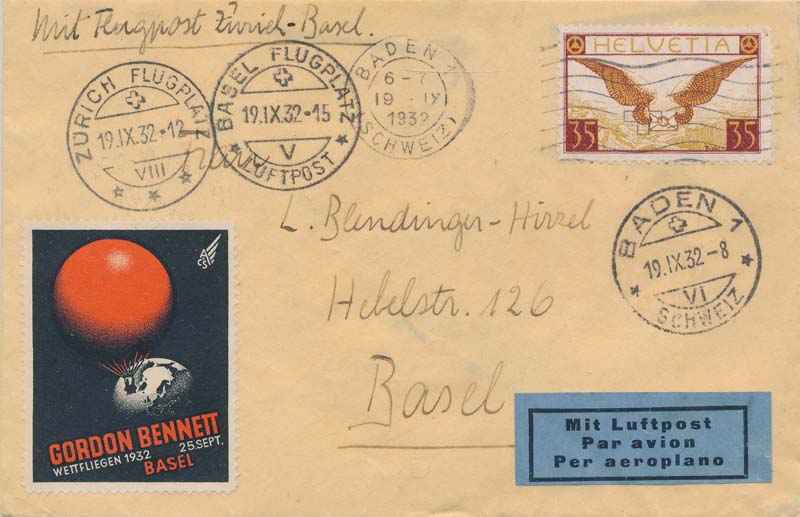 Mit Flugpost Zürich-Basel.
ZÜRICH FLUGPLATZ
19.IX.32-12
VIII
BASEL FLUGPLATZ
19.IX.32-15
V
LUFTPOST
BADEN 1
6-7
19.IX
1932
(SCHWEIZ)
HELVETIA
35 35
L. Blendinger-Hirzel
Hebelstr. 126
Basel
BADEN 1
19.IX.32-8
VI
SCHWEIZ
GORDON BENNETT
WETTFLIEGEN 1932 25.SEPT.
BASEL
Mit Luftpost
Par avion
Per aeroplano